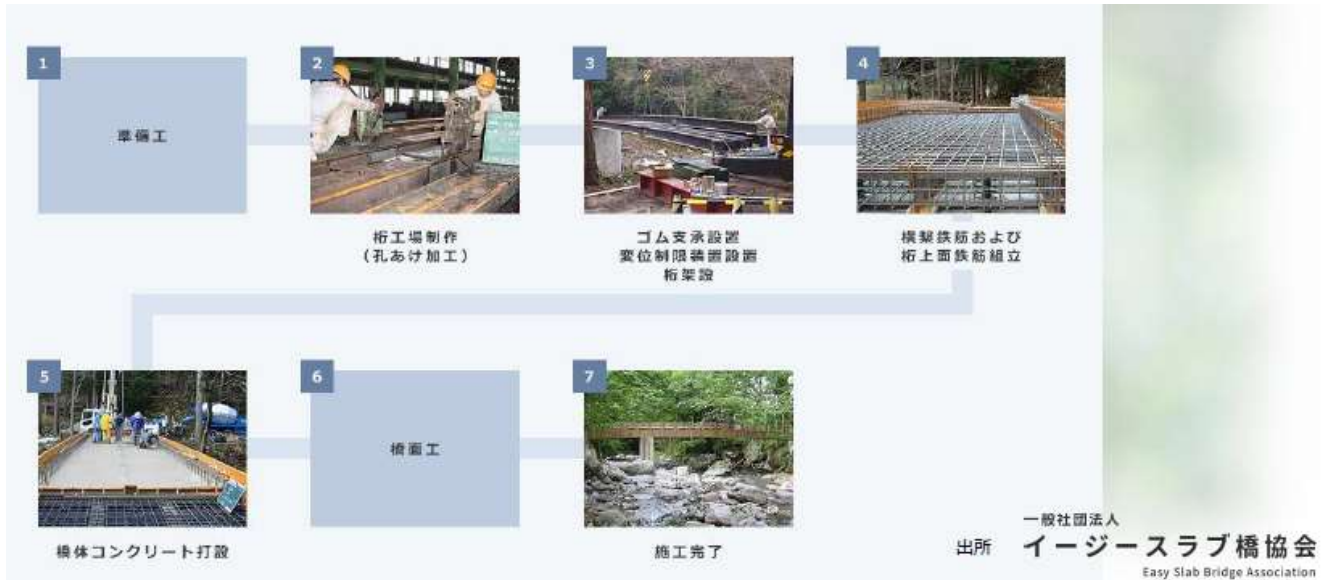 1
準備工
2
桁工場制作
(孔あけ加工)
3
ゴム支承設置
変位制限装置設置
桁架設
4
横梁鉄筋および
桁上面鉄筋組立
5
橋体コンクリート打設
6
橋面工
7
施工完了
出所
一般社団法人
イージースラブ橋協会
Easy Slab Bridge Association